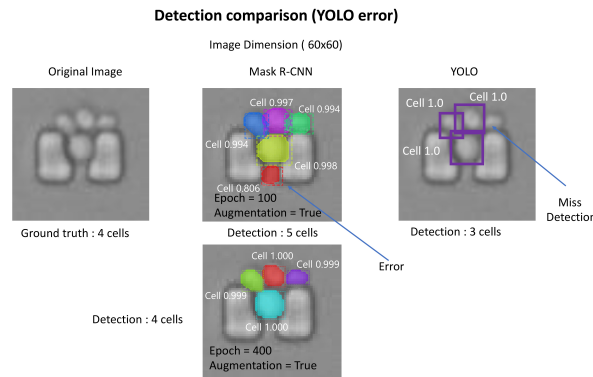 Detection comparison (YOLO error)
Image Dimension ( 60x60)
Original Image
Mask R-CNN
YOLO
Cell 0.997
Cell 0.994
Cell 0.994
Cell 0.998
Cell 0.806
Epoch = 100
Augmentation = True
Cell 1.0
Cell 1.0
Cell 1.0
Miss
Detection
Ground truth : 4 cells
Detection : 5 cells
Detection : 3 cells
Error
Cell 1.000
Cell 0.999
Cell 0.999
Cell 1.000
Detection : 4 cells
Epoch = 400
Augmentation = True